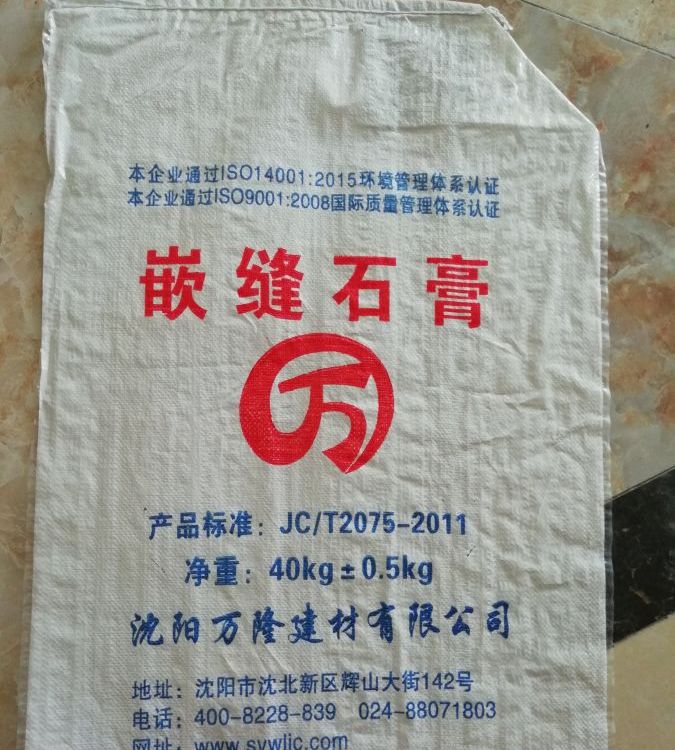 本企业通过ISO14001:2015环境管理体系认证
本企业通过ISO9001:2008国际质量管理体系认证
嵌缝石膏
万
产品标准：JC/T2075-2011
净重：40kg±0.5kg
沈阳万隆建材有限公司
地址：沈阳市沈北新区辉山大街142号
电话：400-8228-839 024-88071803
网址：www.sywljc.com